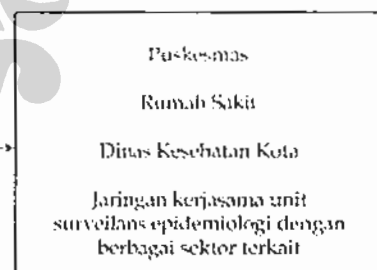 Puskesmas
Rumah Sakit
Dinas Kesehatan Kota
Jaringan kerjasama unit
surveilans epidemiologi dengan
berbagai sektor terkait